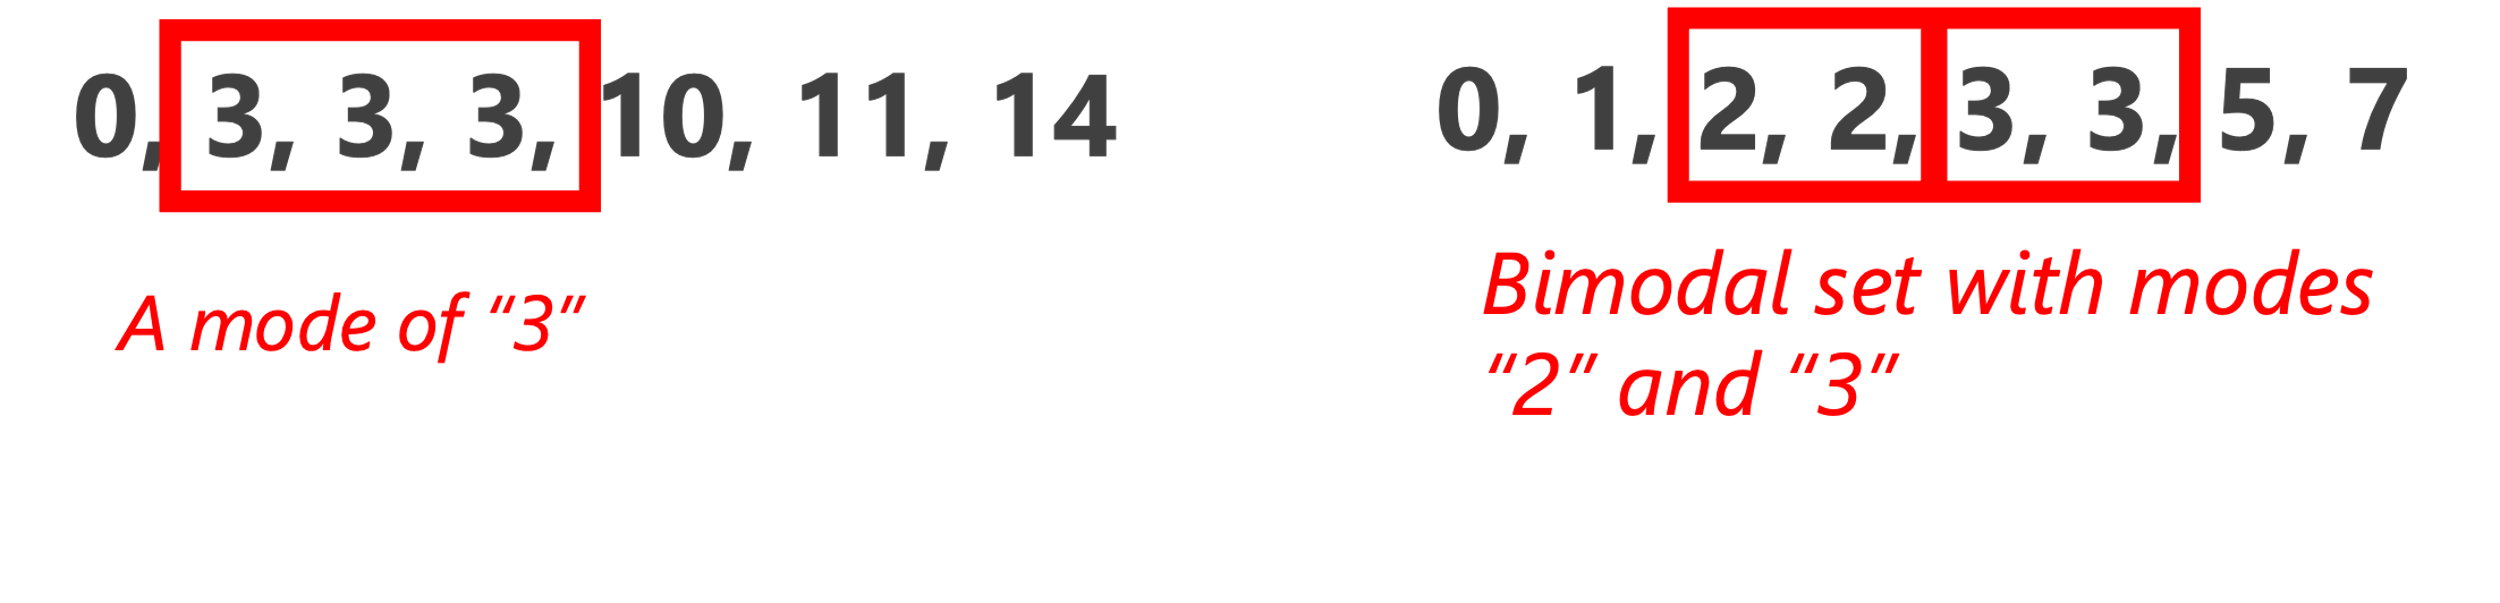 0, 3, 3, 3, 10, 11, 14
A mode of "3"
0, 1, 2, 2, 3, 3, 5, 7
Bimodal set with modes
"2" and "3"